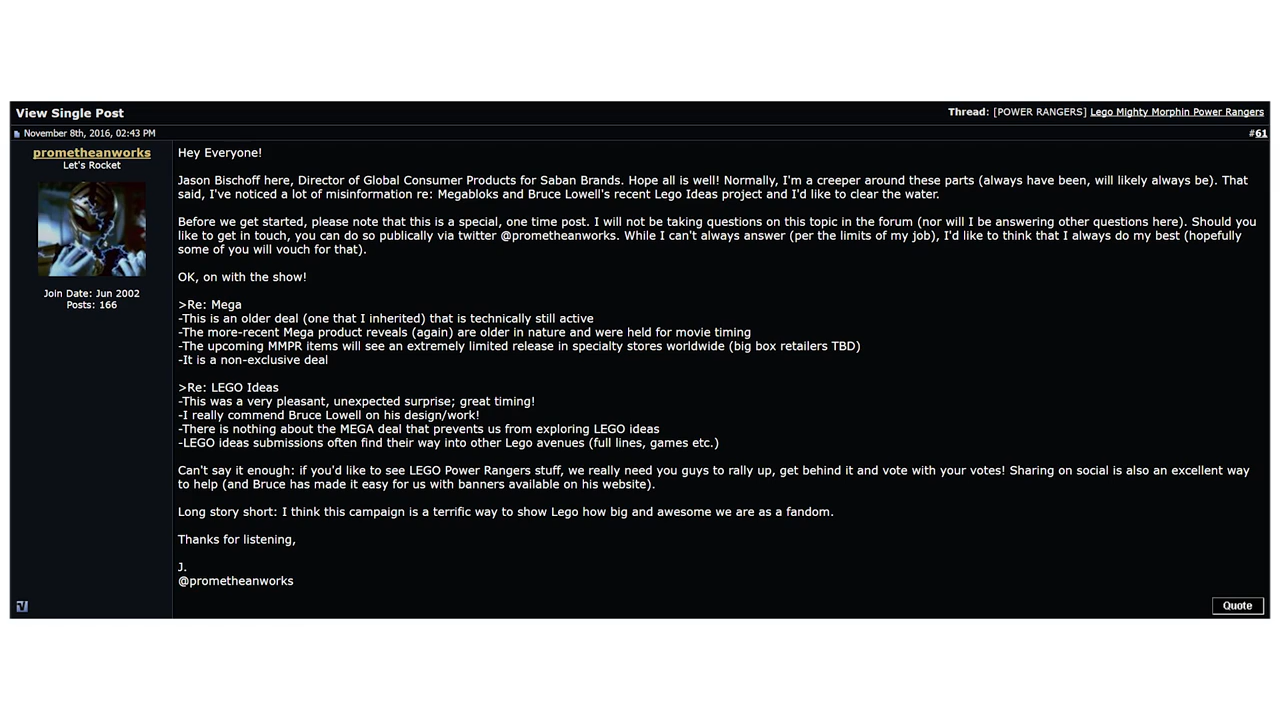 View Single Post
Thread: [POWER RANGERS] Lego Mighty Morphin Power Rangers
November 8th, 2016, 02:43 PM
#61
prometheanworks
Let's Rocket
Join Date: Jun 2002
Posts: 166
Hey Everyone!
Jason Bischoff here, Director of Global Consumer Products for Saban Brands. Hope all is well! Normally, I'm a creeper around these parts (always have been, will likely always be). That
said, I've noticed a lot of misinformation re: Megabloks and Bruce Lowell's recent Lego Ideas project and I'd like to clear the water.
Before we get started, please note that this is a special, one time post. I will not be taking questions on this topic in the forum (nor will I be answering other questions here). Should you
like to get in touch, you can do so publically via twitter @prometheanworks. While I can't always answer (per the limits of my job), I'd like to think that I always do my best (hopefully
some of you will vouch for that).
OK, on with the show!
>Re: Mega
-This is an older deal (one that I inherited) that is technically still active
-The more-recent Mega product reveals (again) are older in nature and were held for movie timing
-The upcoming MMPR items will see an extremely limited release in specialty stores worldwide (big box retailers TBD)
-It is a non-exclusive deal
>Re: LEGO Ideas
-This was a very pleasant, unexpected surprise; great timing!
-I really commend Bruce Lowell on his design/work!
-There is nothing about the MEGA deal that prevents us from exploring LEGO ideas
-LEGO ideas submissions often find their way into other Lego avenues (full lines, games etc.)
Can't say it enough: if you'd like to see LEGO Power Rangers stuff, we really need you guys to rally up, get behind it and vote with your votes! Sharing on social is also an excellent way
to help (and Bruce has made it easy for us with banners available on his website).
Long story short: I think this campaign is a terrific way to show Lego how big and awesome we are as a fandom.
Thanks for listening,
J.
@prometheanworks
Quote